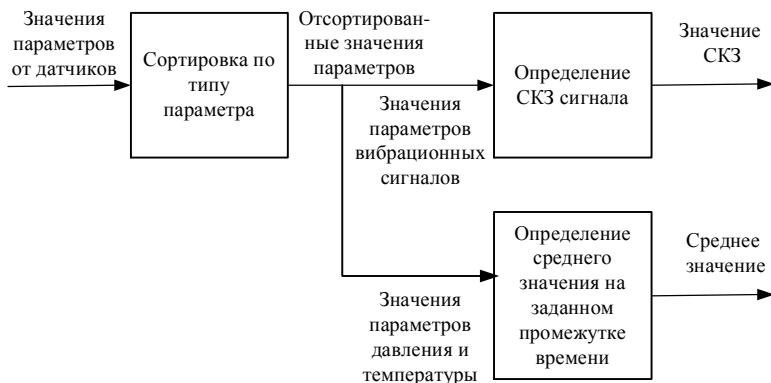 Значения
параметров
от датчиков
Сортировка по
типу
параметра
Отсортирован-
ные значения
параметров
Значения
параметров
вибрационных
сигналов
Определение
СКЗ сигнала
Значение
СКЗ
Значения
параметров
давления и
температуры
Определение
среднего
значения на
заданном
промежутке
времени
Среднее
значение